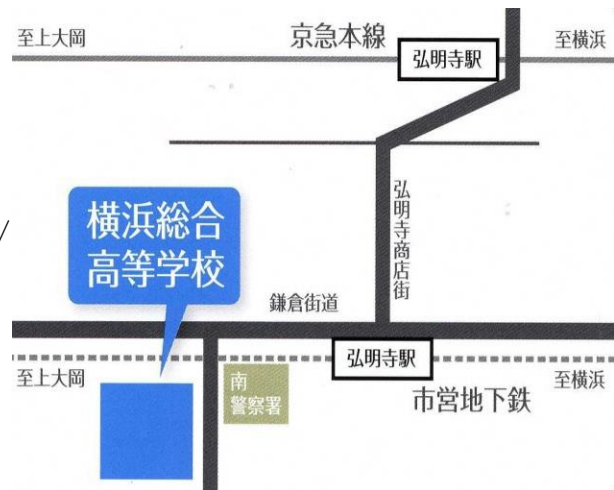 至上大岡
京急本線
弘明寺駅
至横浜
弘明寺商店街
横浜総合
高等学校
鎌倉街道
至上大岡
南
警察署
弘明寺駅
市営地下鉄
至横浜